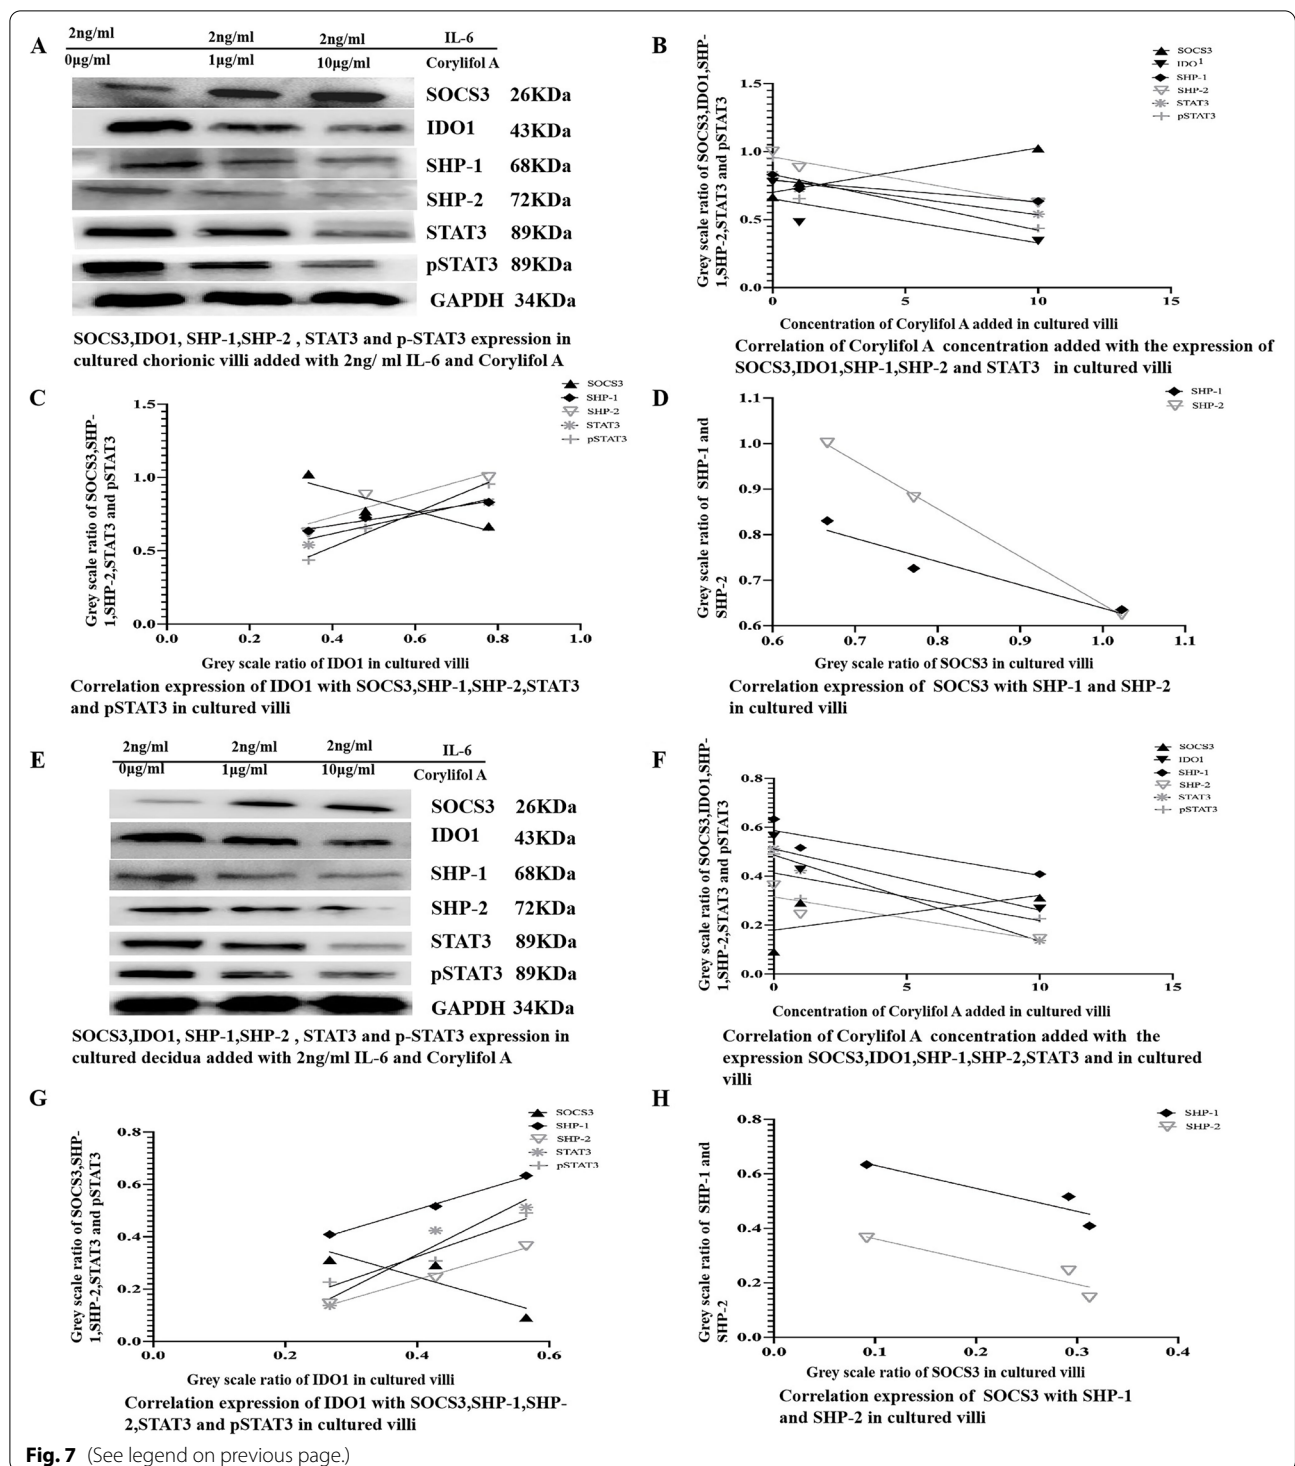 A
2ng/ml 2ng/ml 2ng/ml IL-6
0µg/ml 1µg/ml 10µg/ml Corylifol A
SOCS3 26KDa
IDO1 43KDa
SHP-1 68KDa
SHP-2 72KDa
STAT3 89KDa
pSTAT3 89KDa
GAPDH 34KDa
SOCS3,IDO1, SHP-1,SHP-2 , STAT3 and p-STAT3 expression in
cultured chorionic villi added with 2ng/ ml IL-6 and Corylifol A
B
SOCS3
IDO1
SHP-1
SHP-2
STAT3
pSTAT3
Grey scale ratio of SOCS3,IDO1,SHP-
1,SHP-2,STAT3 and pSTAT3
1.5
1.0
0.5
0.0
0 5 10 15
Concentration of Corylifol A added in cultured villi
Correlation of Corylifol A concentration added with the expression of
SOCS3,IDO1,SHP-1,SHP-2 and STAT3 in cultured villi
C
SOCS3
SHP-1
SHP-2
STAT3
pSTAT3
Grey scale ratio of SOCS3,SHP-
1,SHP-2,STAT3 and pSTAT3
1.5
1.0
0.5
0.0
0.0 0.2 0.4 0.6 0.8 1.0
Grey scale ratio of IDO1 in cultured villi
Correlation expression of IDO1 with SOCS3,SHP-1,SHP-2,STAT3
and pSTAT3 in cultured villi
D
SHP-1
SHP-2
Grey scale ratio of SHP-1 and
SHP-2
1.1
1.0
0.9
0.8
0.7
0.6
0.6 0.7 0.8 0.9 1.0 1.1
Grey scale ratio of SOCS3 in cultured villi
Correlation expression of SOCS3 with SHP-1 and SHP-2
in cultured villi
E
2ng/ml 2ng/ml 2ng/ml IL-6
0µg/ml 1µg/ml 10µg/ml Corylifol A
SOCS3 26KDa
IDO1 43KDa
SHP-1 68KDa
SHP-2 72KDa
STAT3 89KDa
pSTAT3 89KDa
GAPDH 34KDa
SOCS3,IDO1, SHP-1,SHP-2 , STAT3 and p-STAT3 expression in
cultured decidua added with 2ng/ml IL-6 and Corylifol A
F
SOCS3
IDO1
SHP-1
SHP-2
STAT3
pSTAT3
Grey scale ratio of SOCS3,IDO1,SHP-
1,SHP-2,STAT3 and pSTAT3
0.8
0.6
0.4
0.2
0.0
0 5 10 15
Concentration of Corylifol A added in cultured villi
Correlation of Corylifol A concentration added with the
expression SOCS3,IDO1,SHP-1,SHP-2,STAT3 and in cultured
villi
G
SOCS3
SHP-1
SHP-2
STAT3
pSTAT3
Grey scale ratio of SOCS3,SHP-
1,SHP-2,STAT3 and pSTAT3
0.8
0.6
0.4
0.2
0.0
0.0 0.2 0.4 0.6
Grey scale ratio of IDO1 in cultured villi
Correlation expression of IDO1 with SOCS3,SHP-1,SHP-
2,STAT3 and pSTAT3 in cultured villi
H
SHP-1
SHP-2
Grey scale ratio of SHP-1 and
SHP-2
0.8
0.6
0.4
0.2
0.0
0.0 0.1 0.2 0.3 0.4
Grey scale ratio of SOCS3 in cultured villi
Correlation expression of SOCS3 with SHP-1
and SHP-2 in cultured villi
Fig. 7 (See legend on previous page.)